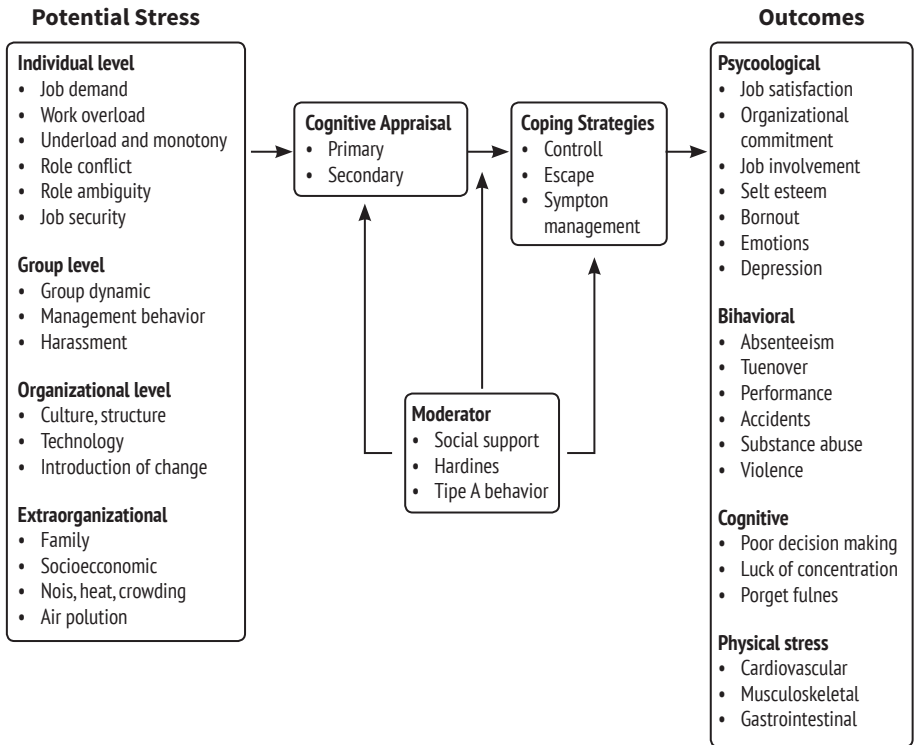 Potential Stress
Individual level
• Job demand
• Work overload
• Underload and monotony
• Role conflict
• Role ambiguity
• Job security
Group level
• Group dynamic
• Management behavior
• Harassment
Organizational level
• Culture, structure
• Technology
• Introduction of change
Extraorganizational
• Family
• Socioecconomic
• Nois, heat, crowding
• Air polution
Cognitive Appraisal
• Primary
• Secondary
Moderator
• Social support
• Hardines
• Tipe A behavior
Coping Strategies
• Controll
• Escape
• Sympton
management
Outcomes
Psycoological
• Job satisfaction
• Organizational
commitment
• Job involvement
• Selt esteem
• Bornout
• Emotions
• Depression
Bihavioral
• Absenteeism
• Tuenover
• Performance
• Accidents
• Substance abuse
• Violence
Cognitive
• Poor decision making
• Luck of concentration
• Porget fulnes
Physical stress
• Cardiovascular
• Musculoskeletal
• Gastrointestinal